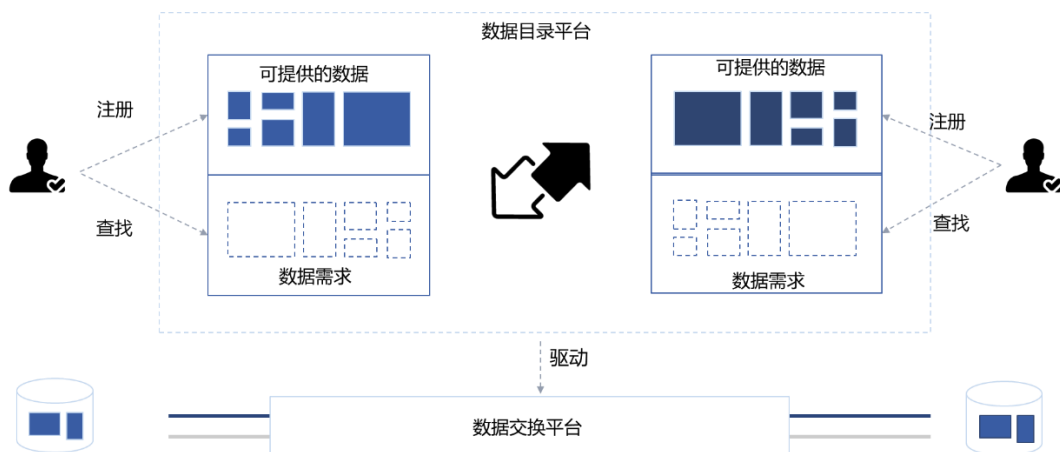 数据目录平台
可提供的数据
可提供的数据
注册
注册
查找
查找
数据需求
数据需求
驱动
数据交换平台